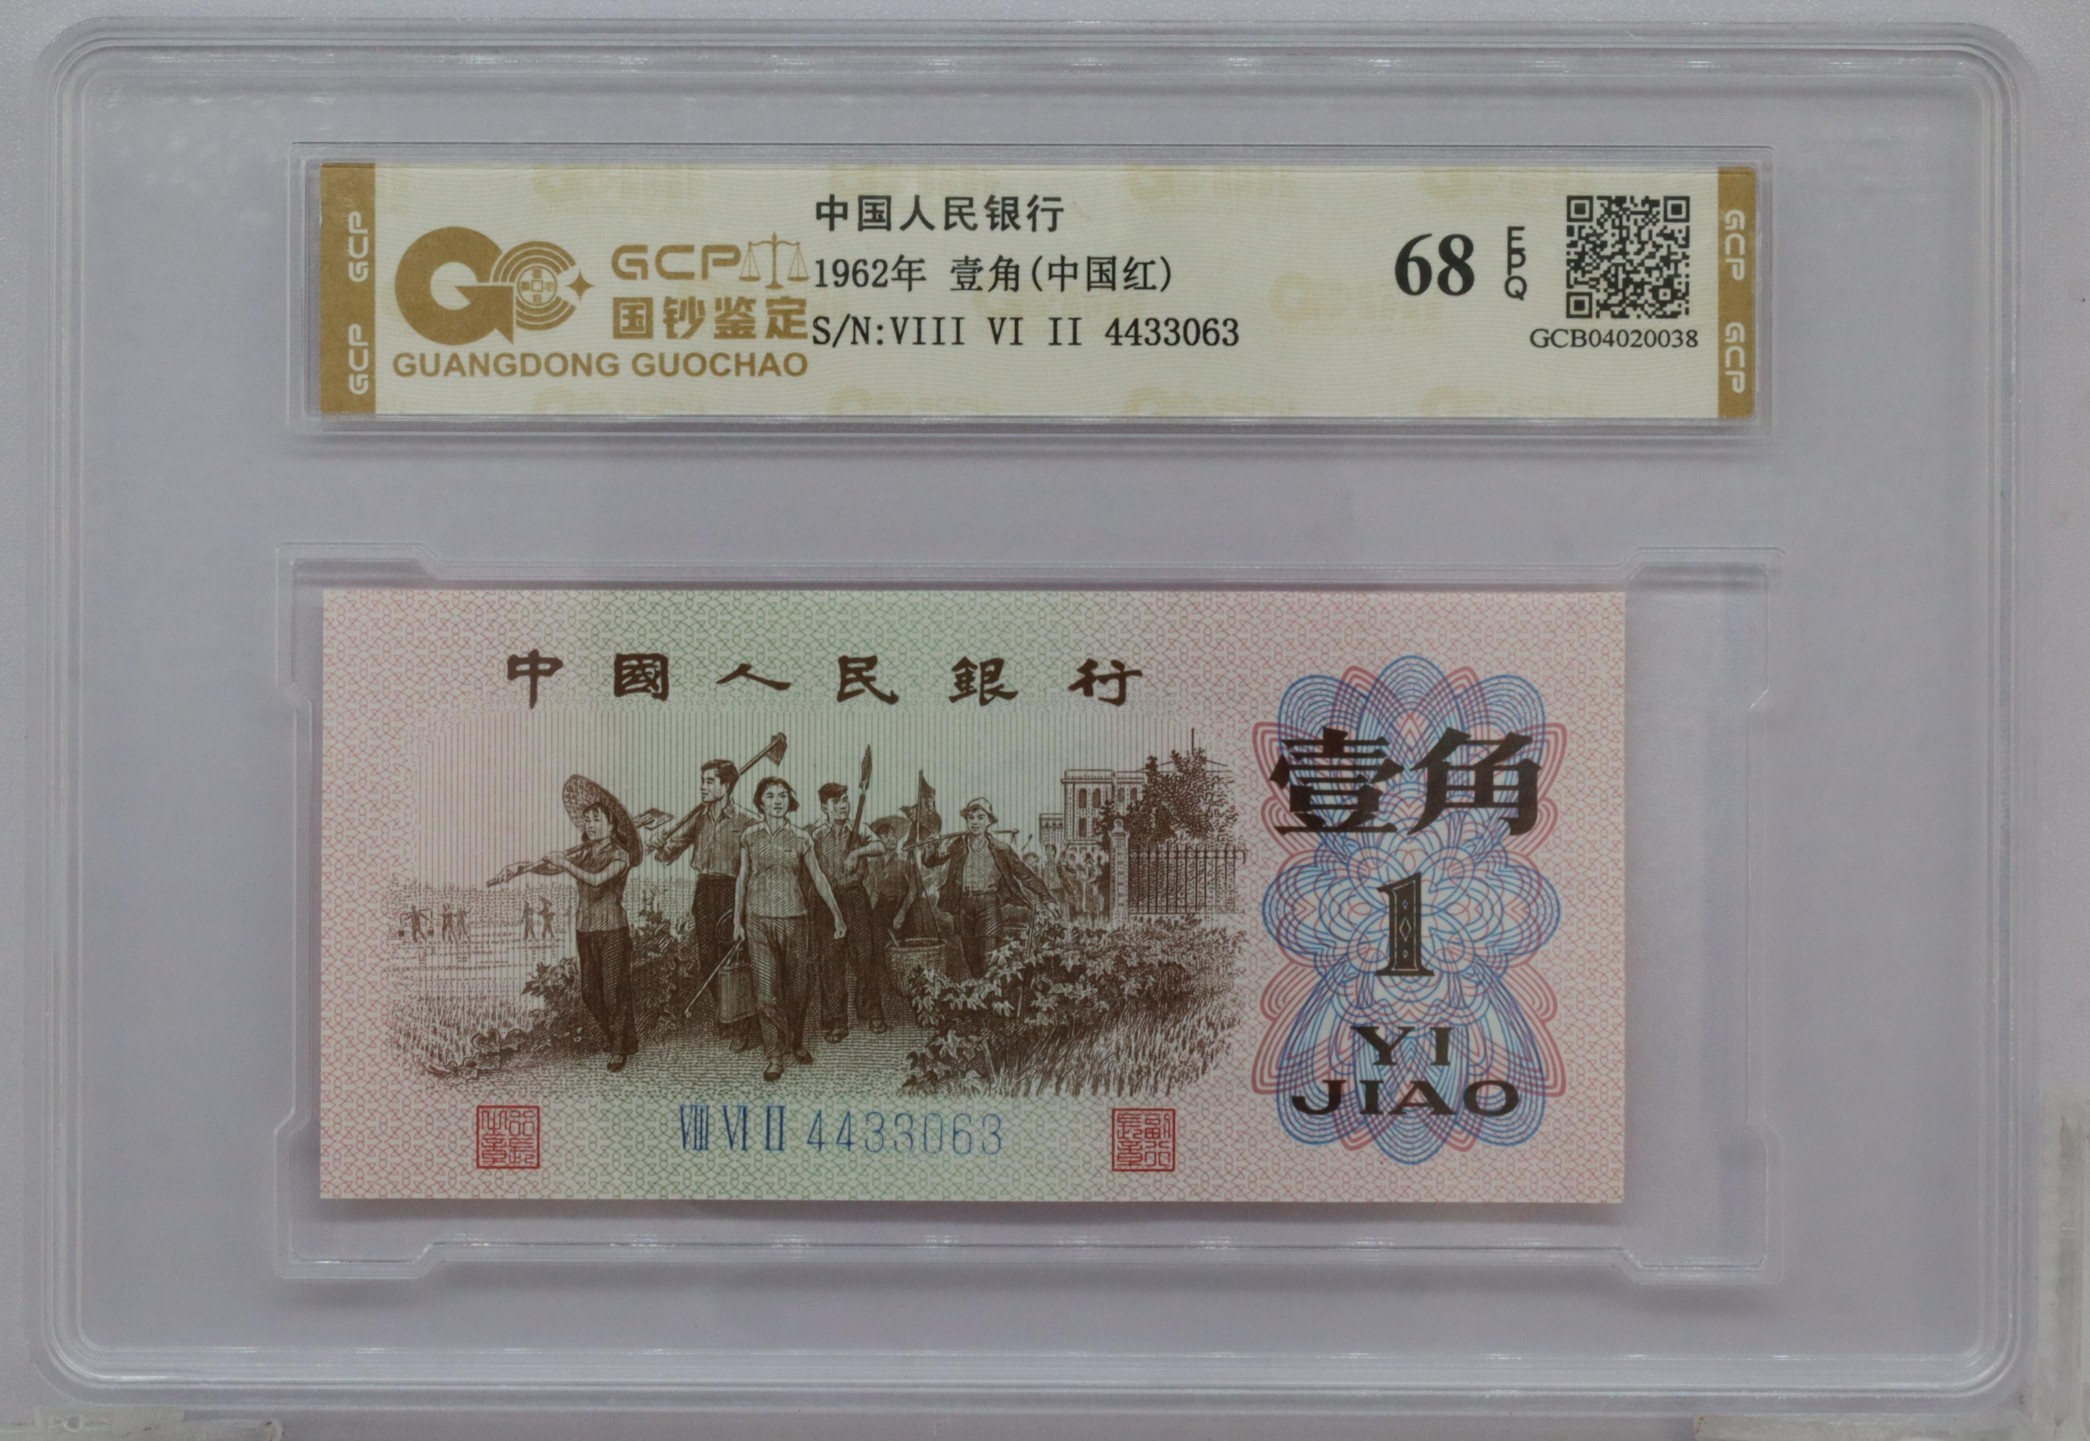 GCP
GCP
GCP
国钞鉴定
GUANGDONG GUOCHAO
中国人民银行
1962年 壹角(中国红)
S/N:VIII VI II 4433063
68
EPQ
GCB04020038
GCP
GCP
中國人民銀行
壹角
1
YI
JIAO
VIII VI II 4433063